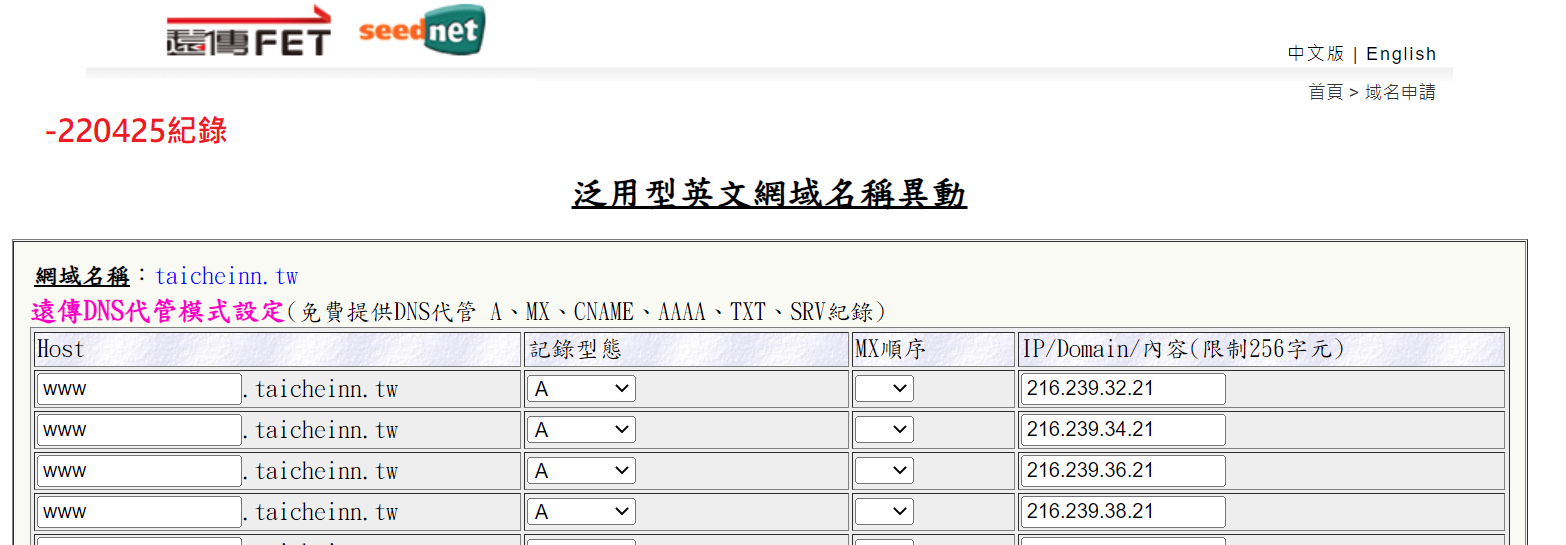 遠傳FET seednet
中文版 | English
首頁 > 域名申請
-220425紀錄
泛用型英文網域名稱異動
網域名稱：taicheinn.tw
遠傳DNS代管模式設定(免費提供DNS代管 A、MX、CNAME、AAAA、TXT、SRV紀錄)
Host 記錄型態 MX順序 IP/Domain/內容(限制256字元)
www .taicheinn.tw A 216.239.32.21
www .taicheinn.tw A 216.239.34.21
www .taicheinn.tw A 216.239.36.21
www .taicheinn.tw A 216.239.38.21